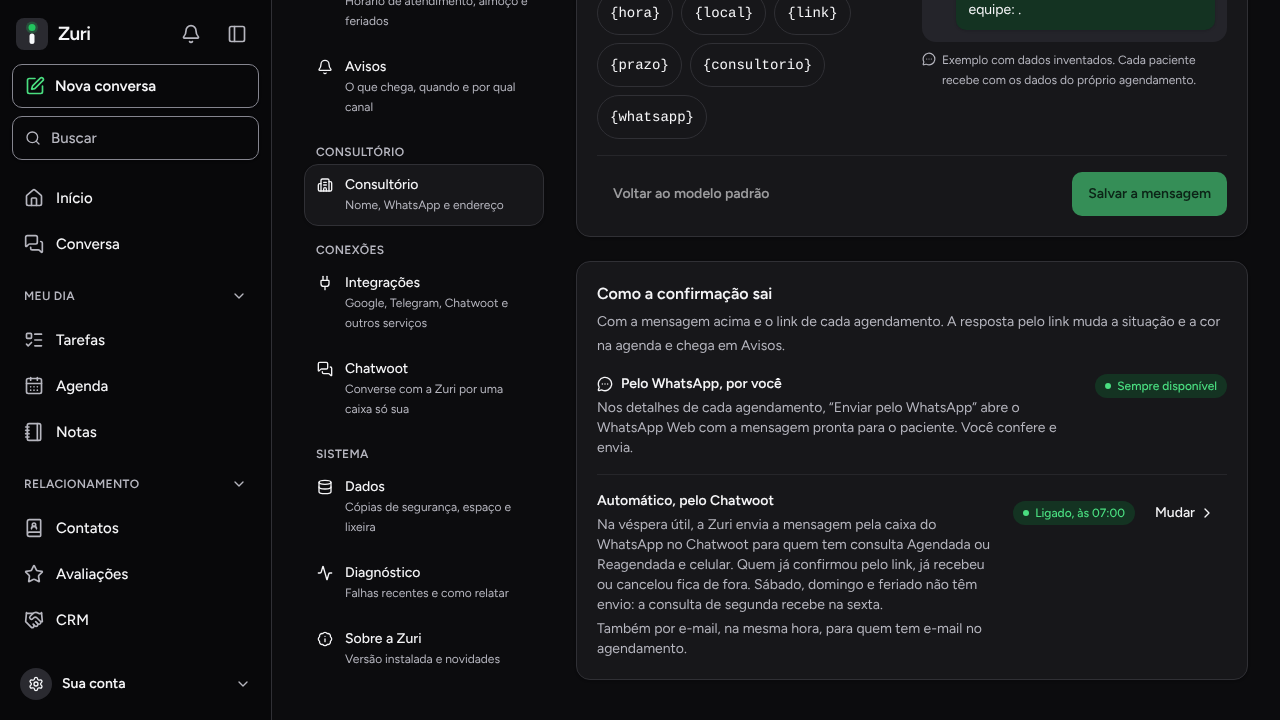 Zuri
Nova conversa
Buscar
Início
Conversa
MEU DIA
Tarefas
Agenda
Notas
RELACIONAMENTO
Contatos
Avaliações
CRM
Sua conta
Horário de atendimento, almoço e
feriados
Avisos
O que chega, quando e por qual
canal
CONSULTÓRIO
Consultório
Nome, WhatsApp e endereço
CONEXÕES
Integrações
Google, Telegram, Chatwoot e
outros serviços
Chatwoot
Converse com a Zuri por uma
caixa só sua
SISTEMA
Dados
Cópias de segurança, espaço e
lixeira
Diagnóstico
Falhas recentes e como relatar
Sobre a Zuri
Versão instalada e novidades
{hora} {local} {link}
{prazo} {consultorio}
{whatsapp}
equipe: .
Exemplo com dados inventados. Cada paciente
recebe com os dados do próprio agendamento.
Voltar ao modelo padrão
Salvar a mensagem
Como a confirmação sai
Com a mensagem acima e o link de cada agendamento. A resposta pelo link muda a situação e a cor
na agenda e chega em Avisos.
Pelo WhatsApp, por você
Sempre disponível
Nos detalhes de cada agendamento, “Enviar pelo WhatsApp” abre o
WhatsApp Web com a mensagem pronta para o paciente. Você confere e
envia.
Automático, pelo Chatwoot
Ligado, às 07:00
Mudar
Na véspera útil, a Zuri envia a mensagem pela caixa do
WhatsApp no Chatwoot para quem tem consulta Agendada ou
Reagendada e celular. Quem já confirmou pelo link, já recebeu
ou cancelou fica de fora. Sábado, domingo e feriado não têm
envio: a consulta de segunda recebe na sexta.
Também por e-mail, na mesma hora, para quem tem e-mail no
agendamento.